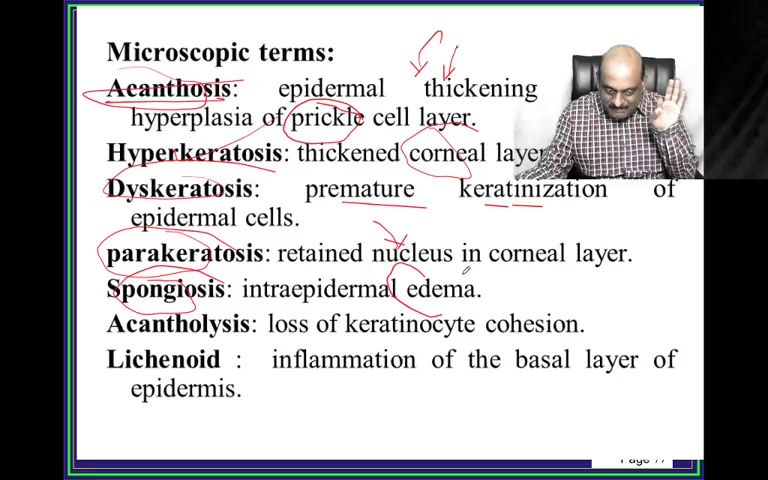 Microscopic terms:
Acanthosis: epidermal thickening
hyperplasia of prickle cell layer.
Hyperkeratosis: thickened corneal layer
Dyskeratosis: premature keratinization of
epidermal cells.
parakeratosis: retained nucleus in corneal layer.
Spongiosis: intraepidermal edema.
Acantholysis: loss of keratinocyte cohesion.
Lichenoid : inflammation of the basal layer of
epidermis.
Page 77